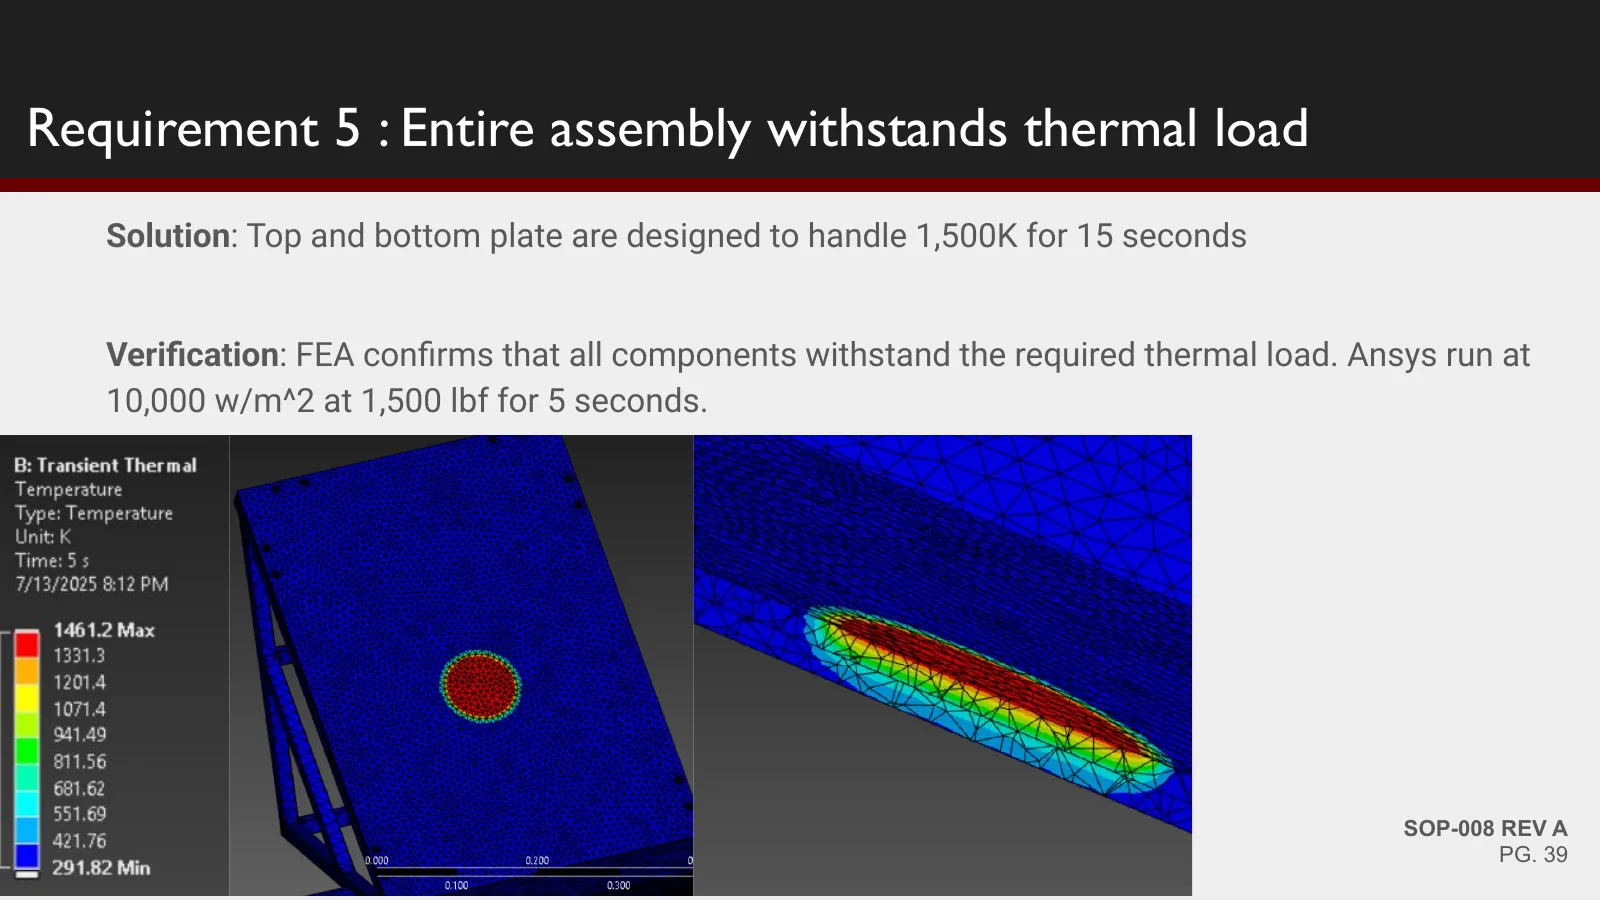 Requirement 5 : Entire assembly withstands thermal load
Solution: Top and bottom plate are designed to handle 1,500K for 15 seconds
Verification: FEA confirms that all components withstand the required thermal load. Ansys run at
10,000 w/m^2 at 1,500 lbf for 5 seconds.
B: Transient Thermal
Temperature
Type: Temperature
Unit: K
Time: 5 s
7/13/2025 8:12 PM
1461.2 Max
1331.3
1201.4
1071.4
941.49
811.56
681.62
551.69
421.76
291.82 Min
0.000 0.200 0
0.100 0.300
SOP-008 REV A
PG. 39